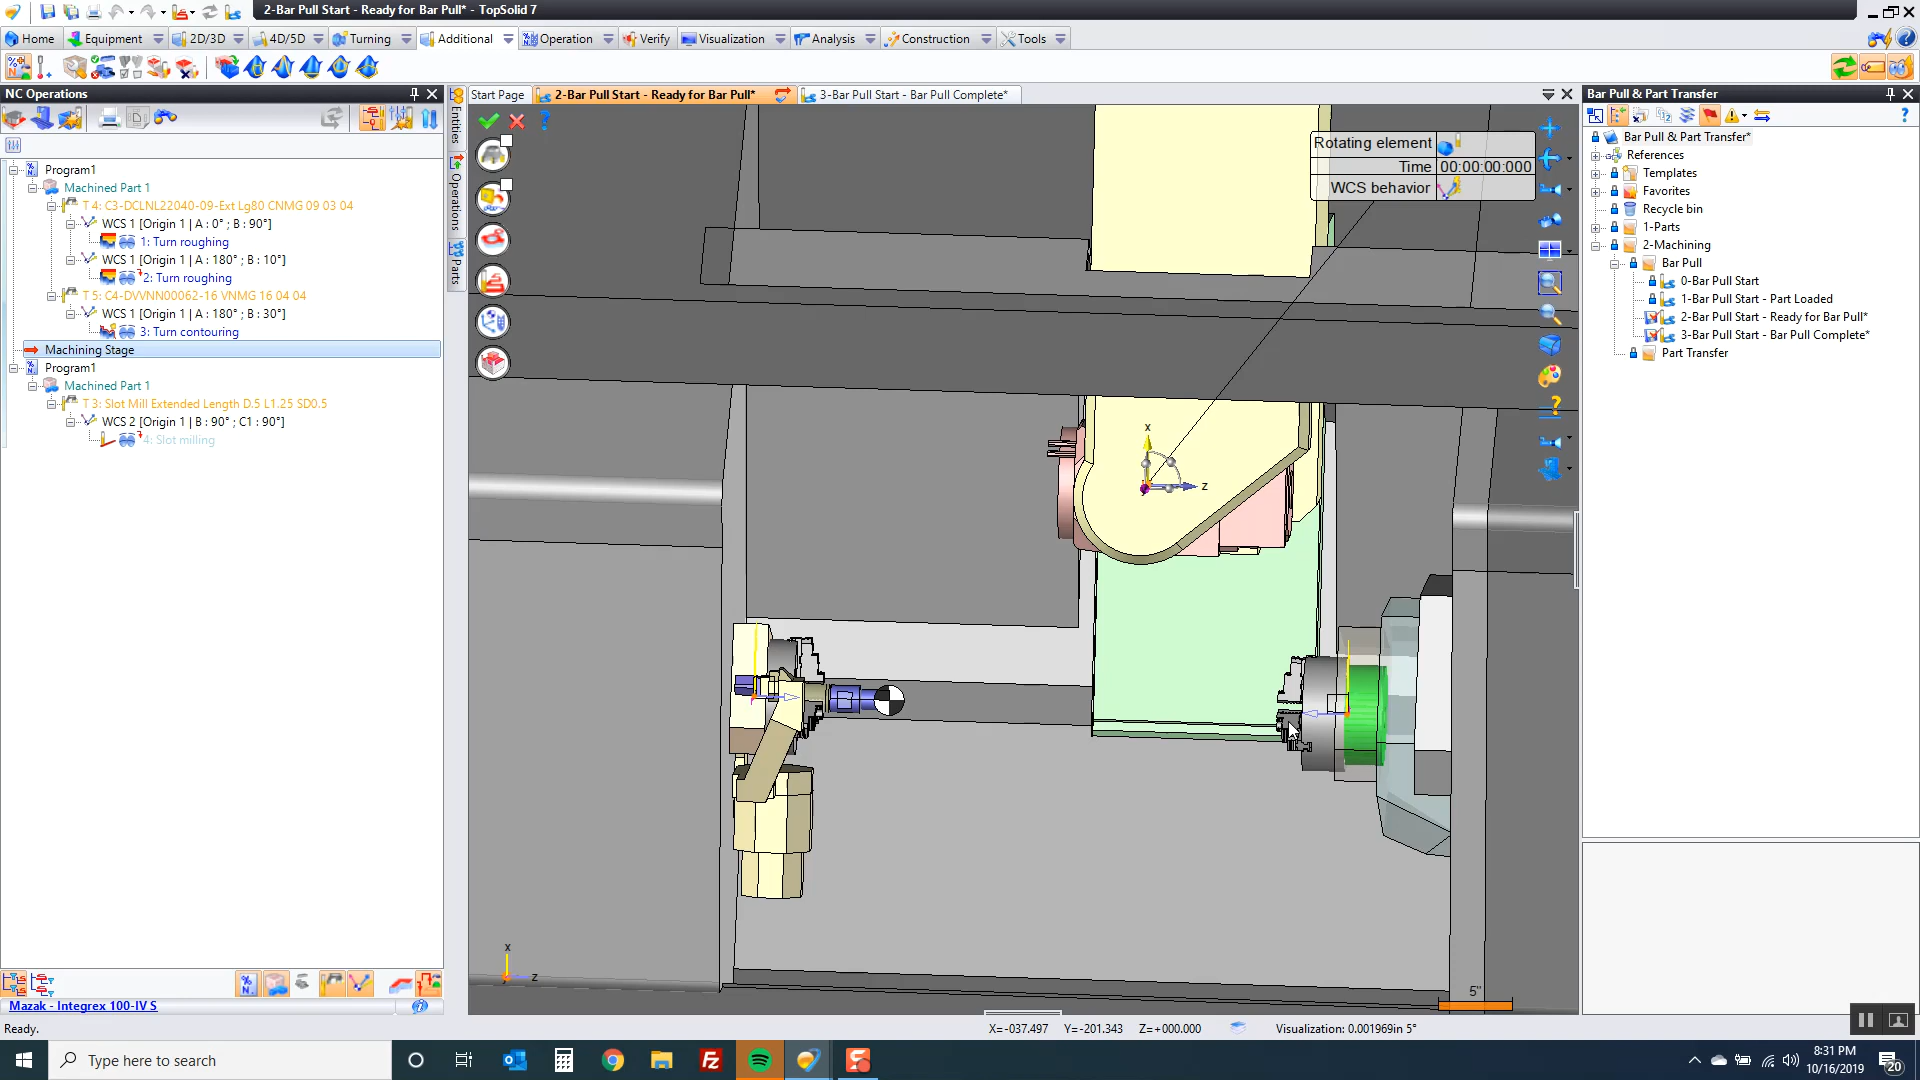 2-Bar Pull Start - Ready for Bar Pull* - TopSolid 7
Home
Equipment
2D/3D
4D/5D
Turning
Additional
Operation
Verify
Visualization
Analysis
Construction
Tools
NC Operations
Start Page
2-Bar Pull Start - Ready for Bar Pull*
3-Bar Pull Start - Bar Pull Complete*
Bar Pull & Part Transfer
Entities
Operations
Parts
Program1
Machined Part 1
T 4: C3-DCLNL22040-09-Ext Lg80 CNMG 09 03 04
WCS 1 [Origin 1 | A : 0° ; B : 90°]
1: Turn roughing
WCS 1 [Origin 1 | A : 180° ; B : 10°]
2: Turn roughing
T 5: C4-DVVNN00062-16 VNMG 16 04 04
WCS 1 [Origin 1 | A : 180° ; B : 30°]
3: Turn contouring
Machining Stage
Program1
Machined Part 1
T 3: Slot Mill Extended Length D.5 L1.25 SD0.5
WCS 2 [Origin 1 | B : 90° ; C1 : 90°]
4: Slot milling
Mazak - Integrex 100-IV S
Ready.
Rotating element
Time 00:00:00:000
WCS behavior
x
z
x
z
5"
Bar Pull & Part Transfer*
References
Templates
Favorites
Recycle bin
1-Parts
2-Machining
Bar Pull
0-Bar Pull Start
1-Bar Pull Start - Part Loaded
2-Bar Pull Start - Ready for Bar Pull*
3-Bar Pull Start - Bar Pull Complete*
Part Transfer
X=-037.497 Y=-201.343 Z=+000.000 Visualization: 0.001969in 5°
Type here to search
8:31 PM
10/16/2019
20